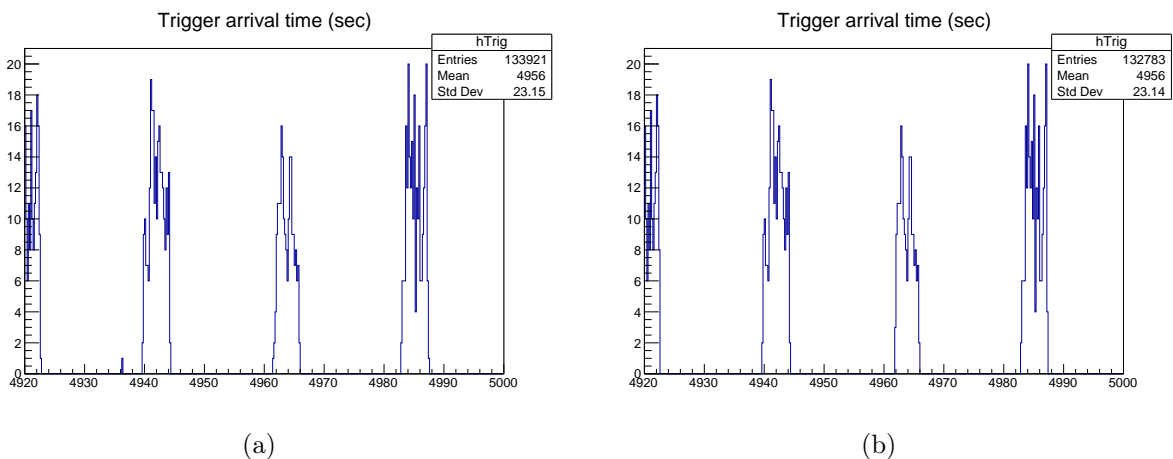 Trigger arrival time (sec)
hTrig
Entries 133921
Mean 4956
Std Dev 23.15
20
18
16
14
12
10
8
6
4
2
0
4920 4930 4940 4950 4960 4970 4980 4990 5000
(a)
Trigger arrival time (sec)
hTrig
Entries 132783
Mean 4956
Std Dev 23.14
20
18
16
14
12
10
8
6
4
2
0
4920 4930 4940 4950 4960 4970 4980 4990 5000
(b)